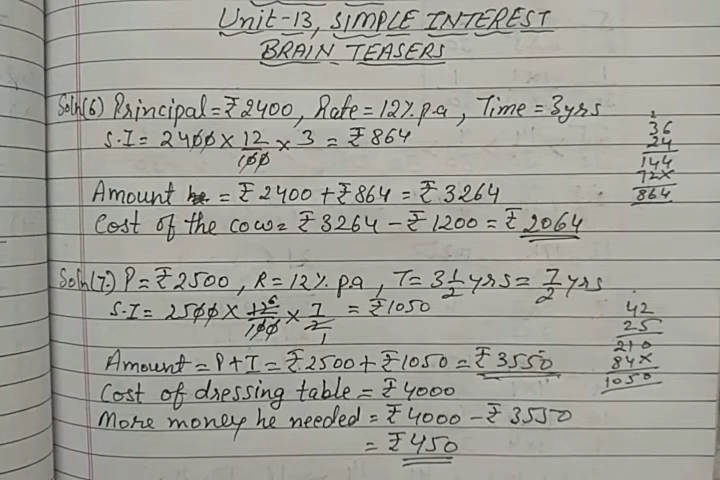 Unit-13, SIMPLE INTEREST
BRAIN TEASERS
Soln(6) Principal = ₹2400, Rate = 12% p.a, Time = 3yrs
S.I = 2400 × 12/100 × 3 = ₹864
36
24
144
72×
864
Amount = ₹2400 + ₹864 = ₹3264
Cost of the cow = ₹3264 - ₹1200 = ₹2064
Soln(7.) P = ₹2500, R = 12% p.a, T = 3 1/2 yrs = 7/2 yrs
S.I = 2500 × 12 6/100 × 7/2 1 = ₹1050
42
25
210
84×
1050
Amount = P+I = ₹2500 + ₹1050 = ₹3550
Cost of dressing table = ₹4000
More money he needed = ₹4000 - ₹3550
= ₹450